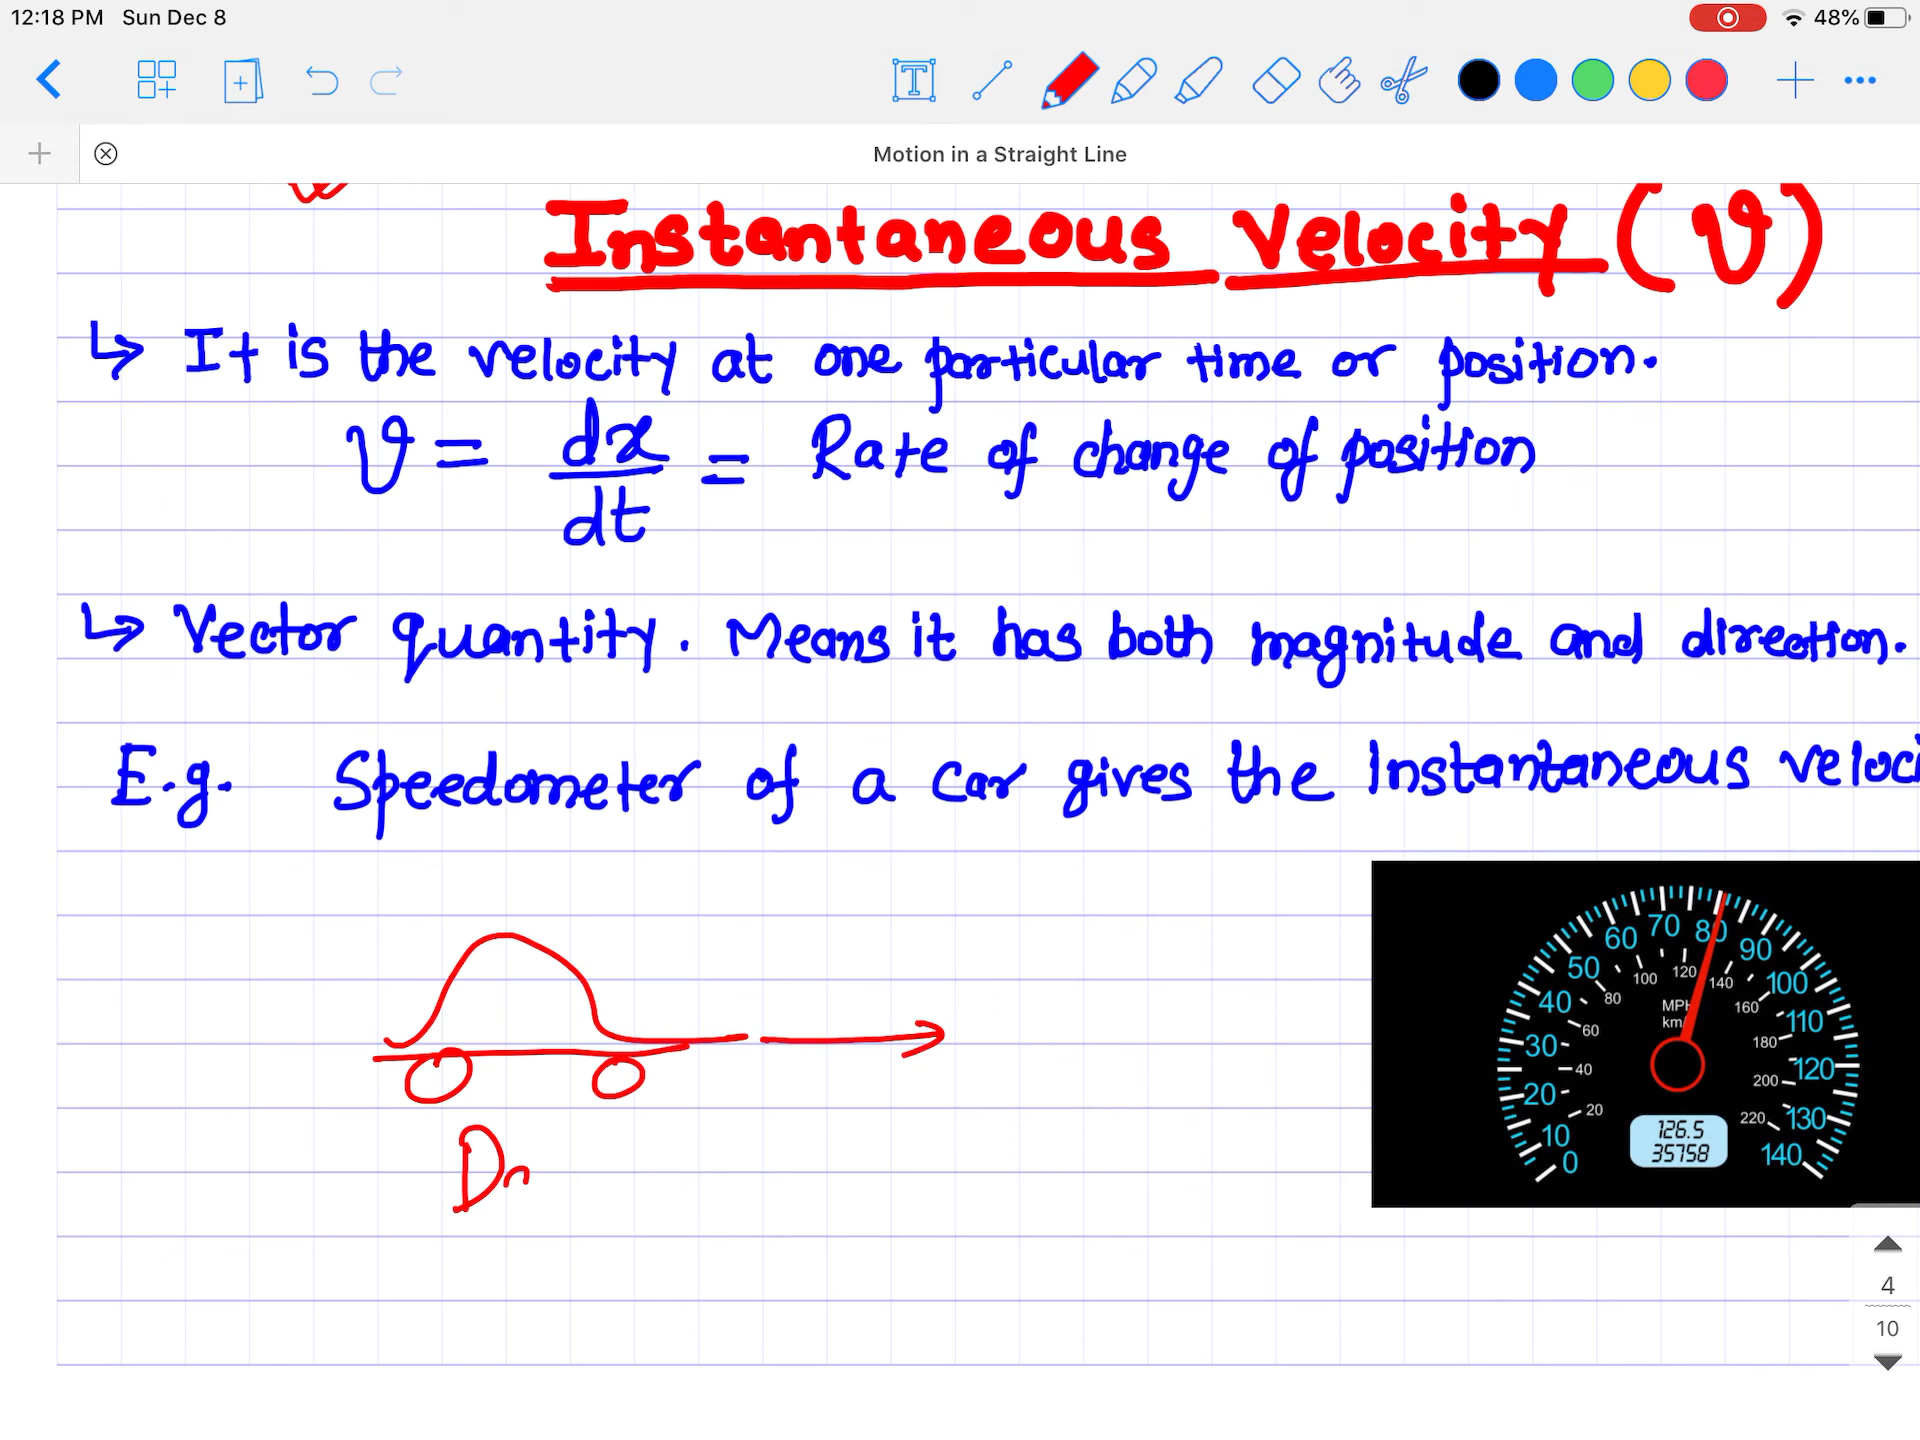 12:18 PM Sun Dec 8
48%
T
Motion in a Straight Line
Instantaneous Velocity (v)
↳ It is the velocity at one particular time or position.
v = dx/dt = Rate of change of position
↳ Vector quantity. Means it has both magnitude and direction.
E.g. Speedometer of a car gives the Instantaneous veloci
0 10 20 30 40 50 60 70 80 90 100 110 120 130 140
20 40 60 80 100 120 140 160 180 200 220
MPH
km/
126.5
35758
4
10